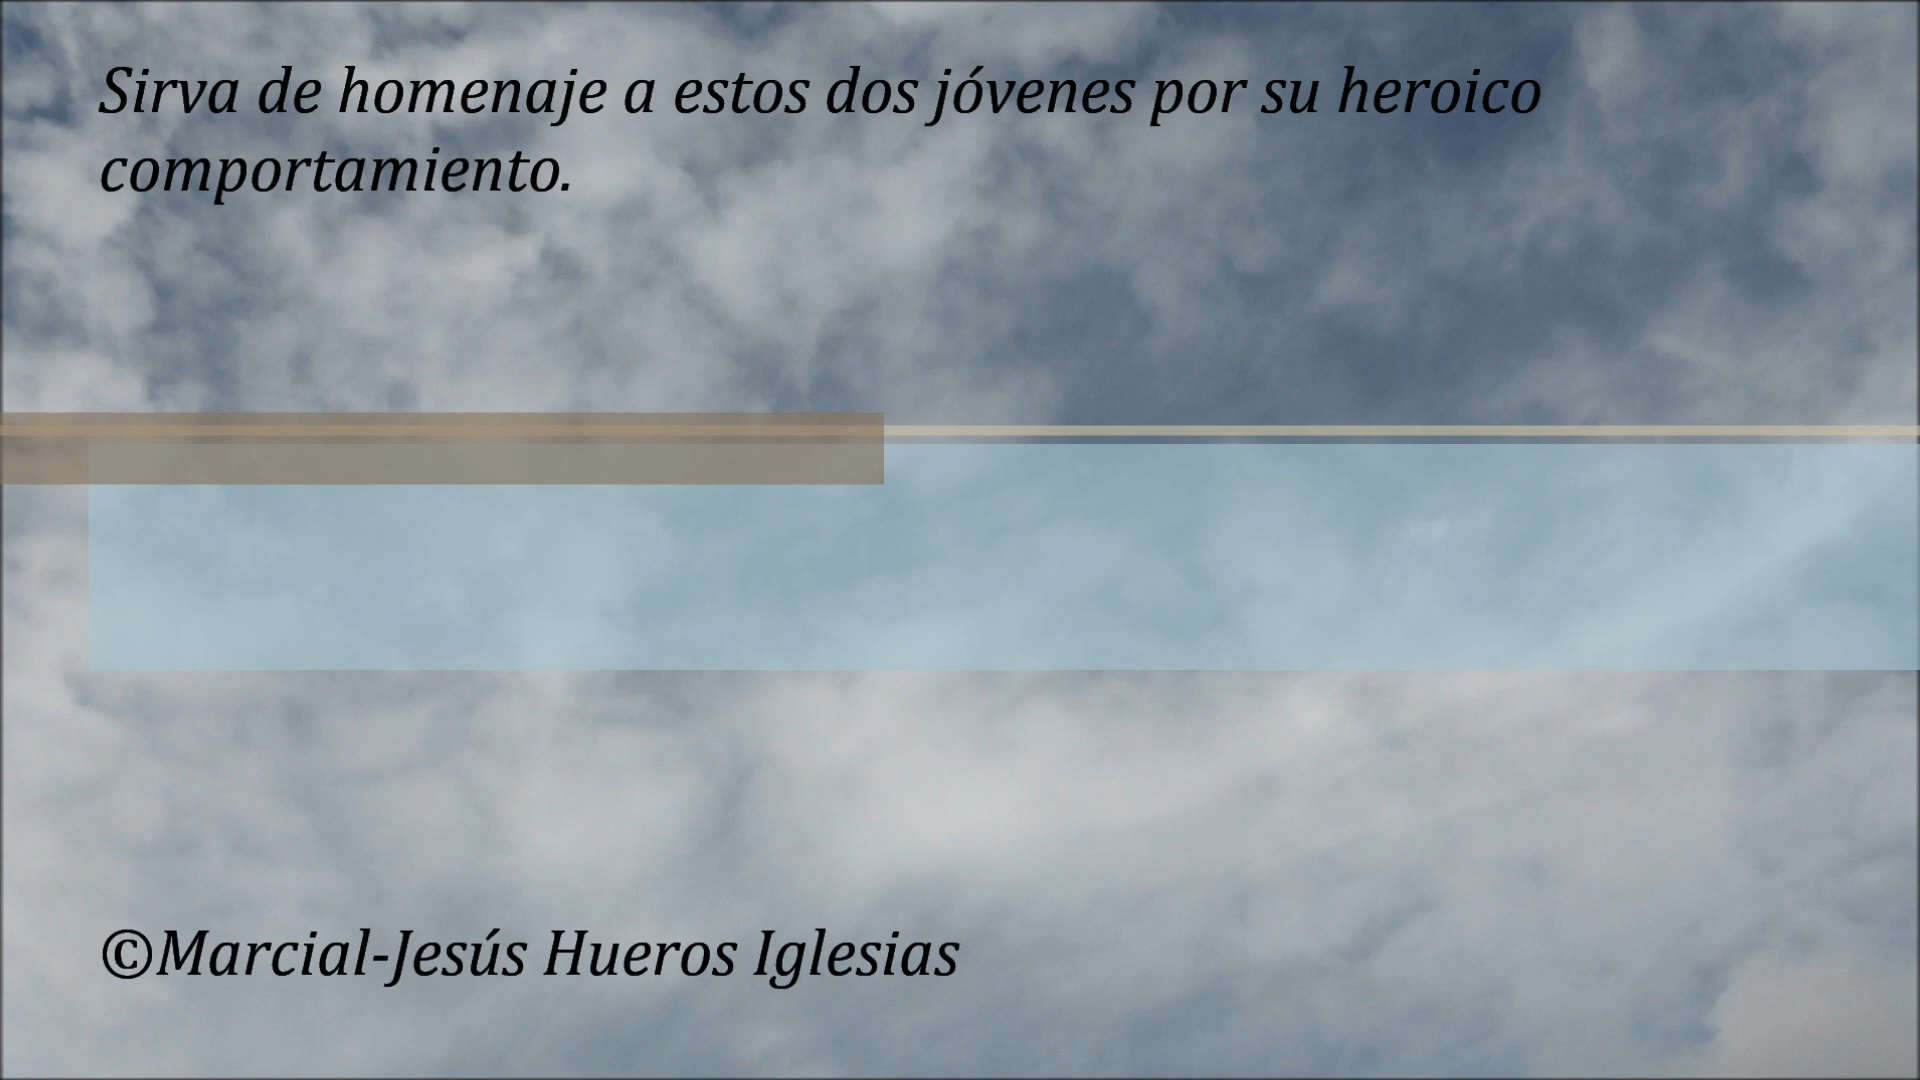 Sirva de homenaje a estos dos jóvenes por su heroico
comportamiento.
©Marcial-Jesús Hueros Iglesias